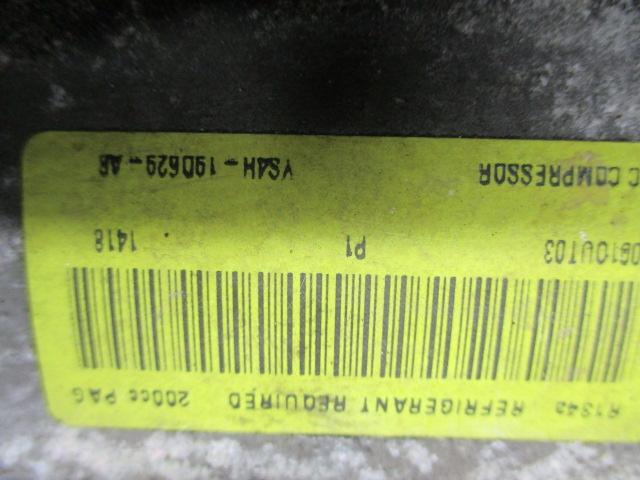 R134a REFRIGERANT REQUIRED 200cc PAG
0610UT03 P1 1418
C COMPRESSOR YS4H-19D629-AB